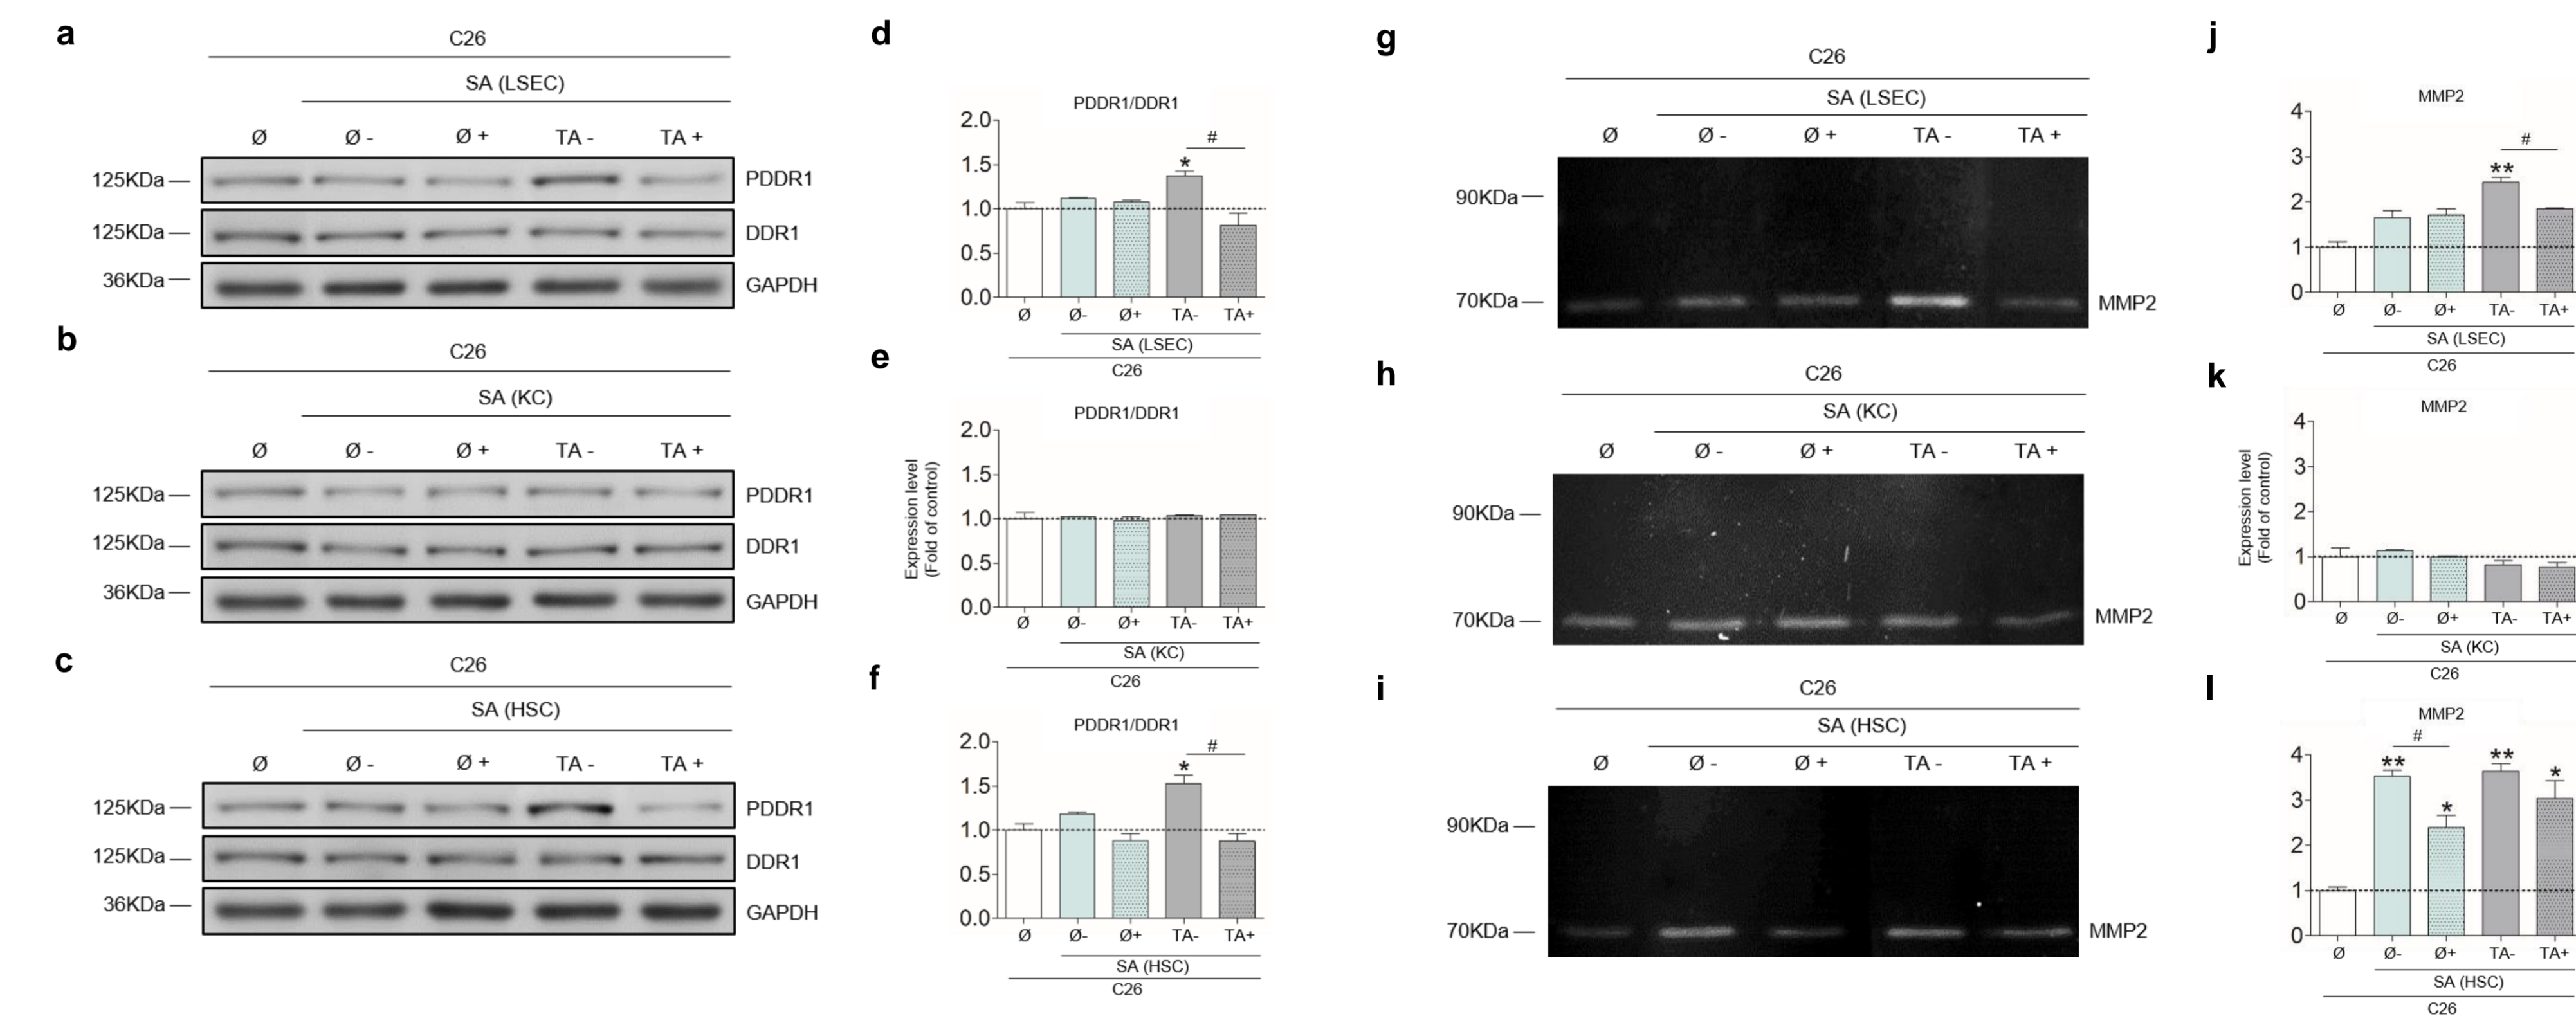 a
C26
SA (LSEC)
Ø Ø - Ø + TA - TA +
125KDa PDDR1
125KDa DDR1
36KDa GAPDH
b
C26
SA (KC)
Ø Ø - Ø + TA - TA +
125KDa PDDR1
125KDa DDR1
36KDa GAPDH
c
C26
SA (HSC)
Ø Ø - Ø + TA - TA +
125KDa PDDR1
125KDa DDR1
36KDa GAPDH
d
PDDR1/DDR1
2.0
1.5
1.0
0.5
0.0
* #
Ø Ø- Ø+ TA- TA+
SA (LSEC)
C26
e
PDDR1/DDR1
Expression level
(Fold of control)
2.0
1.5
1.0
0.5
0.0
Ø Ø- Ø+ TA- TA+
SA (KC)
C26
f
PDDR1/DDR1
2.0
1.5
1.0
0.5
0.0
* #
Ø Ø- Ø+ TA- TA+
SA (HSC)
C26
g
C26
SA (LSEC)
Ø Ø - Ø + TA - TA +
90KDa
70KDa MMP2
h
C26
SA (KC)
Ø Ø - Ø + TA - TA +
90KDa
70KDa MMP2
i
C26
SA (HSC)
Ø Ø - Ø + TA - TA +
90KDa
70KDa MMP2
j
MMP2
4
3
2
1
0
** #
Ø Ø- Ø+ TA- TA+
SA (LSEC)
C26
k
MMP2
Expression level
(Fold of control)
4
3
2
1
0
Ø Ø- Ø+ TA- TA+
SA (KC)
C26
l
MMP2
4
3
2
1
0
#
** * ** *
Ø Ø- Ø+ TA- TA+
SA (HSC)
C26